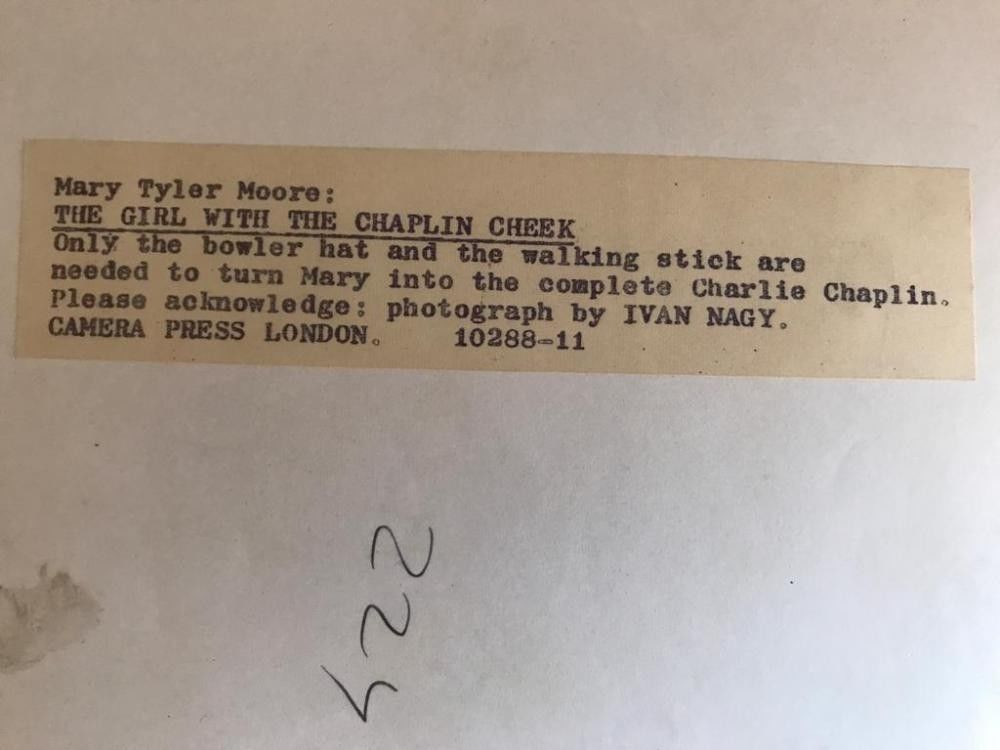 Mary Tyler Moore:
THE GIRL WITH THE CHAPLIN CHEEK
Only the bowler hat and the walking stick are
needed to turn Mary into the complete Charlie Chaplin.
Please acknowledge: photograph by IVAN NAGY.
CAMERA PRESS LONDON. 10288-11